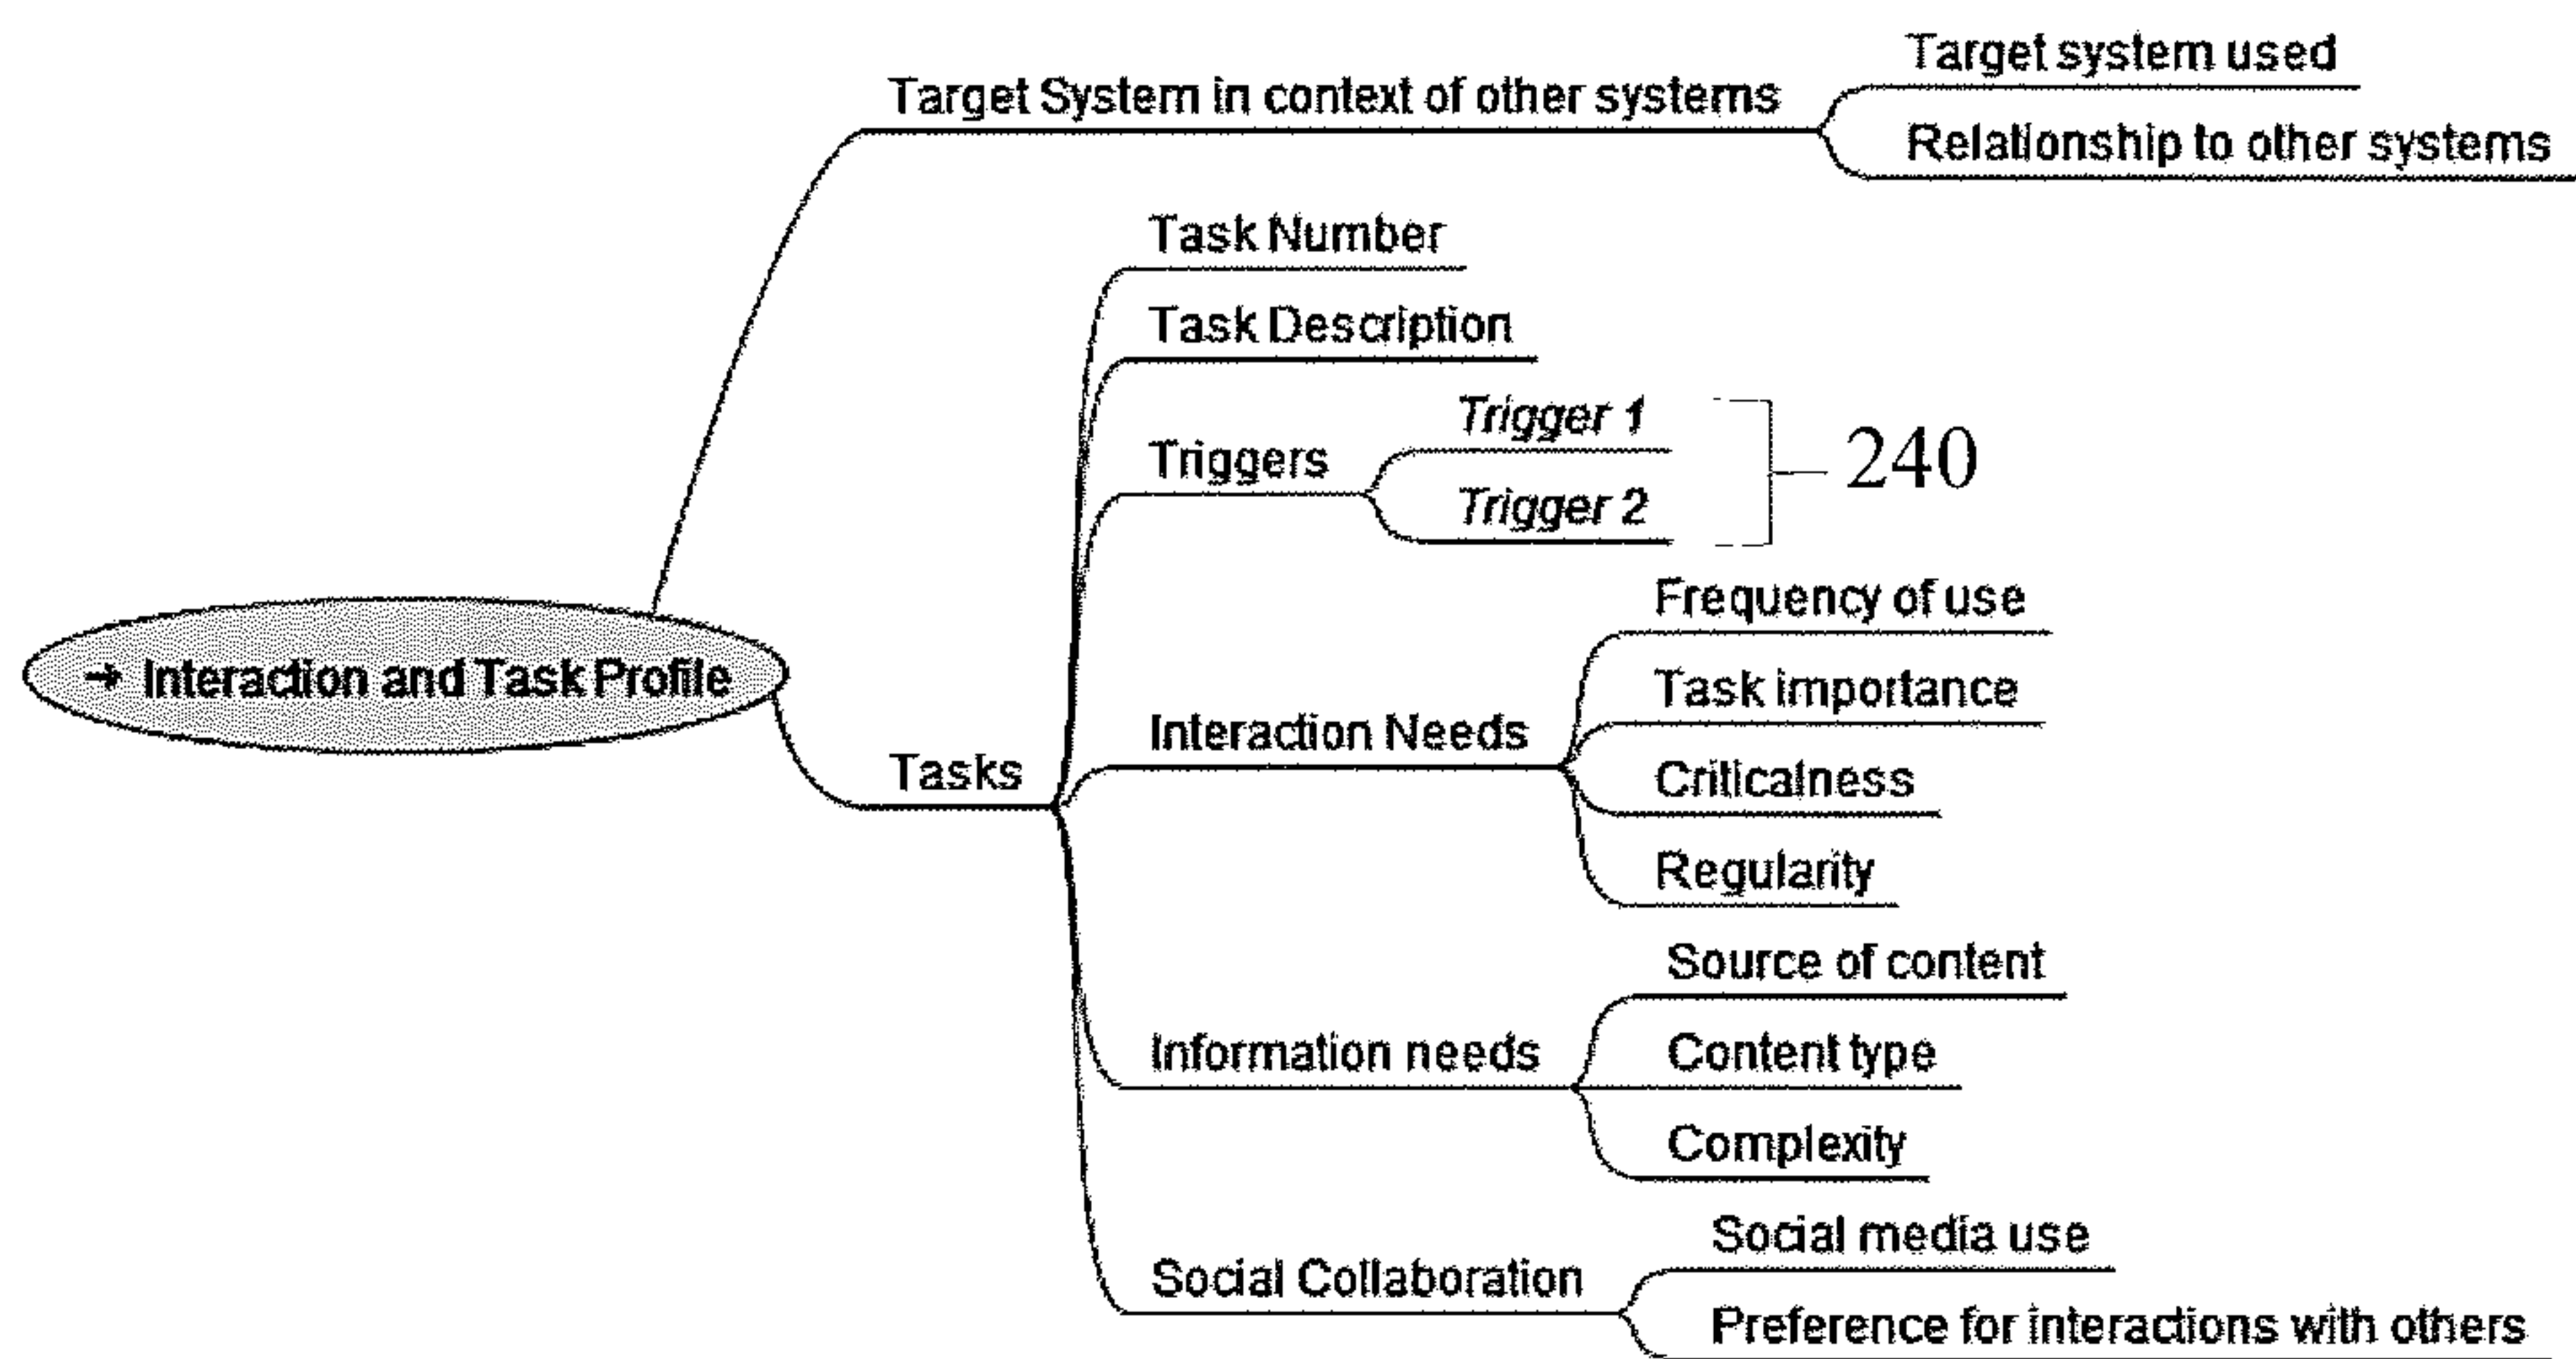 Target System in context of other systems
Target system used
Relationship to other systems
Task Number
Task Description
Triggers
Trigger 1
Trigger 2
240
→ Interaction and Task Profile
Tasks
Interaction Needs
Frequency of use
Task importance
Criticalness
Regularity
Information needs
Source of content
Content type
Complexity
Social Collaboration
Social media use
Preference for interactions with others